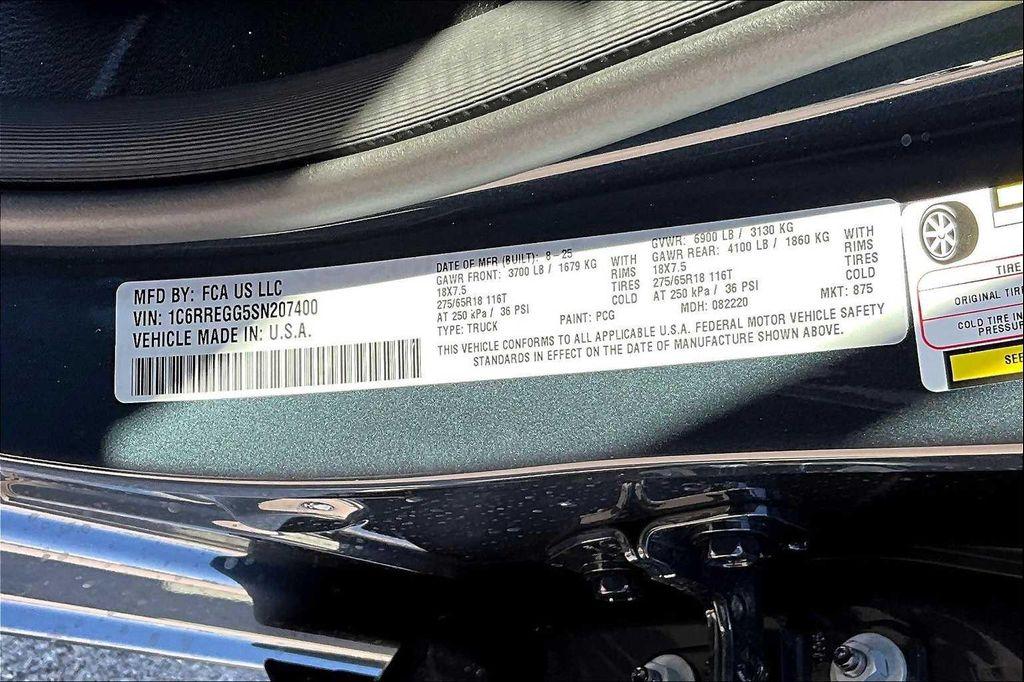 MFD BY: FCA US LLC
VIN: 1C6RREGG5SN207400
VEHICLE MADE IN: U.S.A.
DATE OF MFR (BUILT): 8-25
GAWR FRONT: 3700 LB / 1679 KG WITH
18X7.5 RIMS
275/65R18 116T TIRES
AT 250 kPa / 36 PSI COLD
TYPE: TRUCK
PAINT: PCG
GVWR: 6900 LB / 3130 KG
GAWR REAR: 4100 LB / 1860 KG WITH
18X7.5 RIMS
275/65R18 116T TIRES
AT 250 kPa / 36 PSI COLD
MDH: 082220
MKT: 875
THIS VEHICLE CONFORMS TO ALL APPLICABLE U.S.A. FEDERAL MOTOR VEHICLE SAFETY
STANDARDS IN EFFECT ON THE DATE OF MANUFACTURE SHOWN ABOVE.
TIRE
ORIGINAL TIR
COLD TIRE IN
PRESSUR
SEE